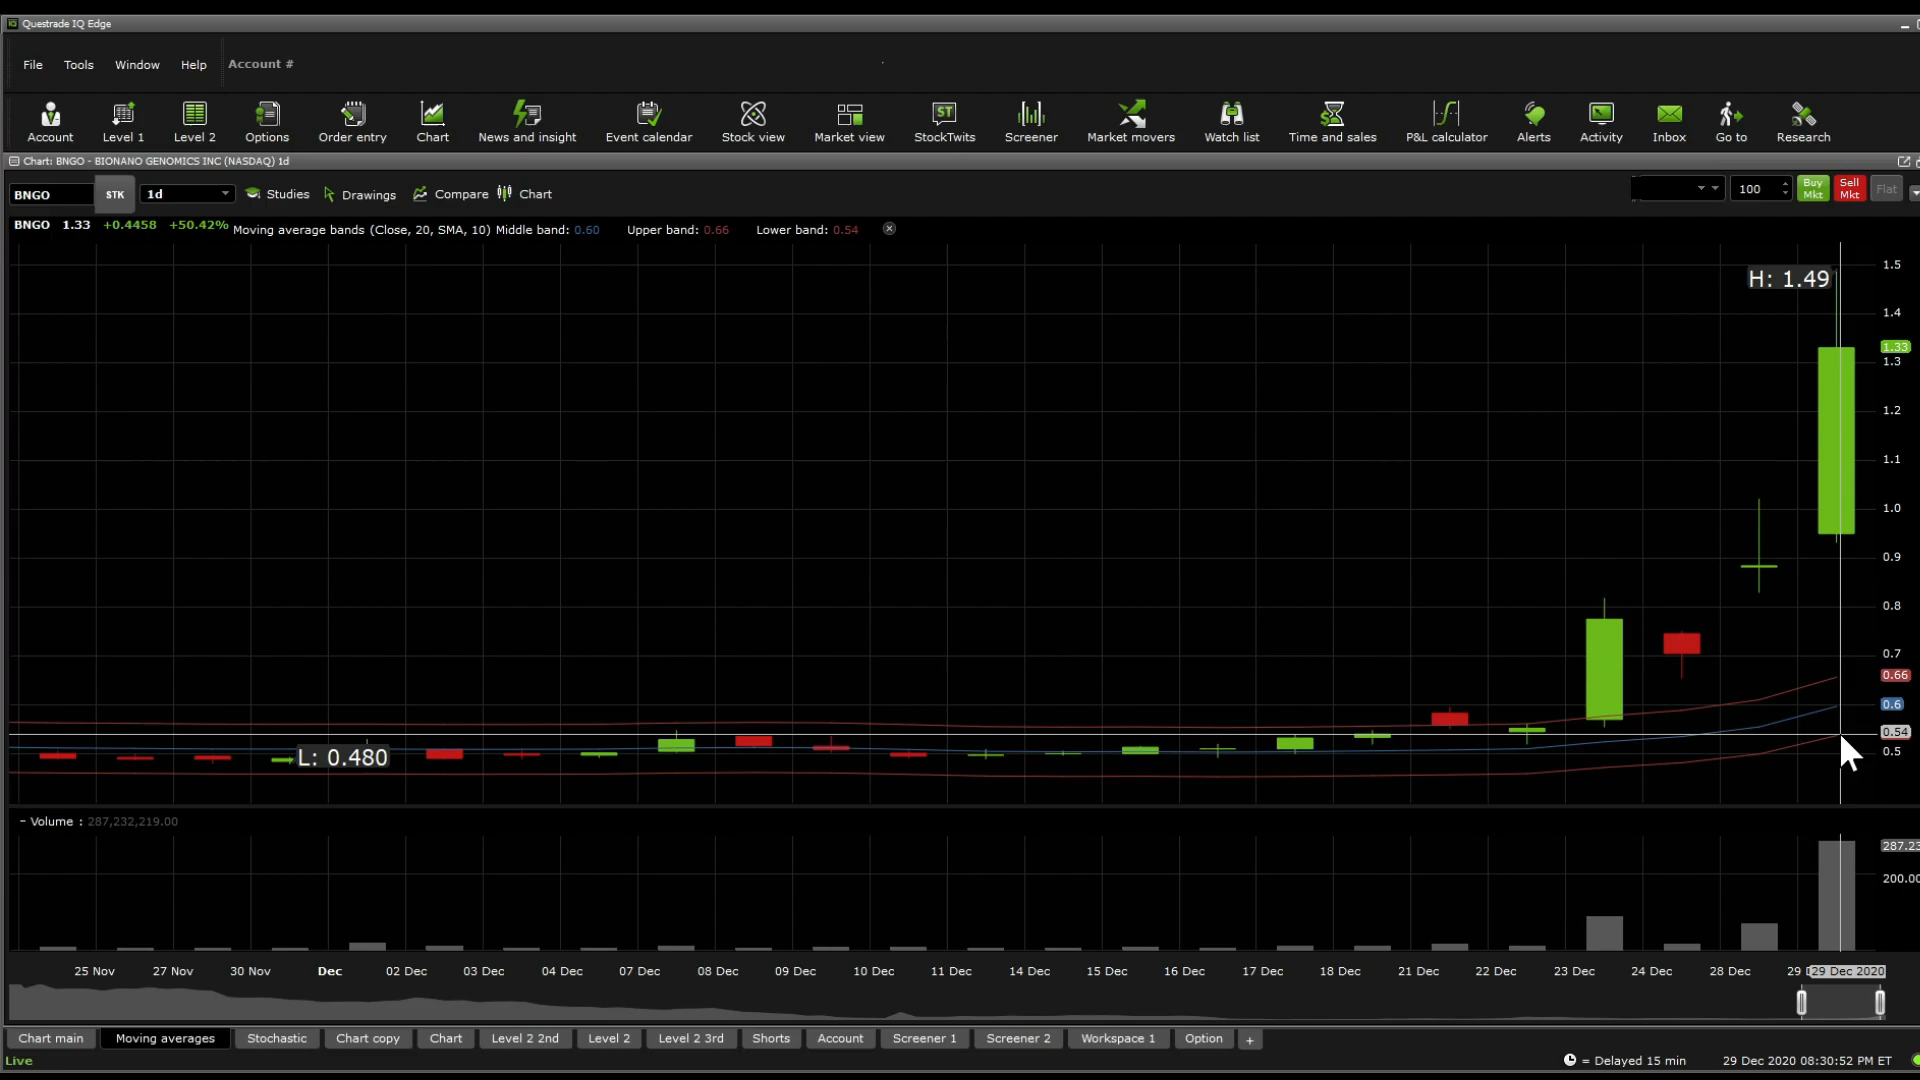 Questrade IQ Edge
File Tools Window Help Account #
Account Level 1 Level 2 Options Order entry Chart News and insight Event calendar Stock view Market view StockTwits Screener Market movers Watch list Time and sales P&L calculator Alerts Activity Inbox Go to Research
Chart: BNGO - BIONANO GENOMICS INC (NASDAQ) 1d
BNGO STK 1d Studies Drawings Compare Chart 100 Buy Mkt Sell Mkt Flat
BNGO 1.33 +0.4458 +50.42% Moving average bands (Close, 20, SMA, 10) Middle band: 0.60 Upper band: 0.66 Lower band: 0.54
1.5
H: 1.49
1.4
1.33
1.3
1.2
1.1
1.0
0.9
0.8
0.7
0.66
0.6
0.54
0.5
L: 0.480
- Volume : 287,232,219.00
287.23
200.00
25 Nov 27 Nov 30 Nov Dec 02 Dec 03 Dec 04 Dec 07 Dec 08 Dec 09 Dec 10 Dec 11 Dec 14 Dec 15 Dec 16 Dec 17 Dec 18 Dec 21 Dec 22 Dec 23 Dec 24 Dec 28 Dec 29 29 Dec 2020
Chart main Moving averages Stochastic Chart copy Chart Level 2 2nd Level 2 Level 2 3rd Shorts Account Screener 1 Screener 2 Workspace 1 Option +
Live = Delayed 15 min 29 Dec 2020 08:30:52 PM ET